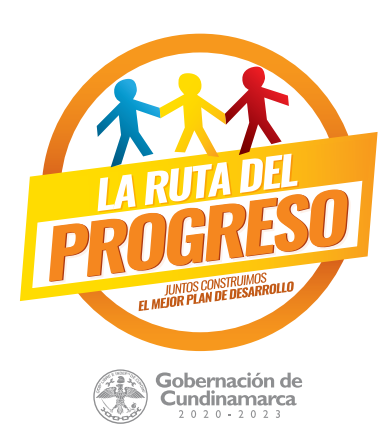 LA RUTA DEL
PROGRESO
JUNTOS CONSTRUIMOS
EL MEJOR PLAN DE DESARROLLO
Gobernación de
Cundinamarca
2020-2023